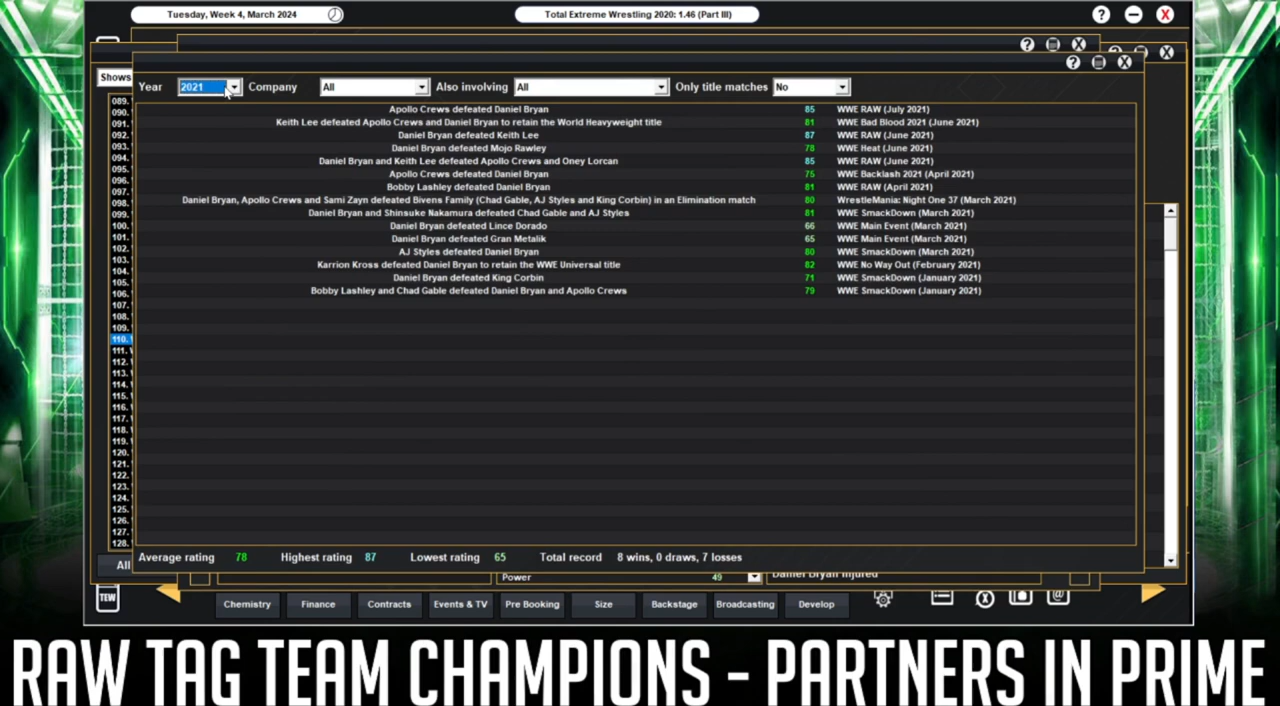 Tuesday, Week 4, March 2024
Total Extreme Wrestling 2020: 1.46 (Part III)
Shows
Year 2021 Company All Also involving All Only title matches No
089.
090.
091.
092.
093.
094.
095.
096.
097.
098.
099.
100.
101.
102.
103.
104.
105.
106.
107.
108.
109.
110.
111.
112.
113.
114.
115.
116.
117.
118.
119.
120.
121.
122.
123.
124.
125.
126.
127.
128.
All
Apollo Crews defeated Daniel Bryan 85 WWE RAW (July 2021)
Keith Lee defeated Apollo Crews and Daniel Bryan to retain the World Heavyweight title 81 WWE Bad Blood 2021 (June 2021)
Daniel Bryan defeated Keith Lee 87 WWE RAW (June 2021)
Daniel Bryan defeated Mojo Rawley 78 WWE Heat (June 2021)
Daniel Bryan and Keith Lee defeated Apollo Crews and Oney Lorcan 85 WWE RAW (June 2021)
Apollo Crews defeated Daniel Bryan 75 WWE Backlash 2021 (April 2021)
Bobby Lashley defeated Daniel Bryan 81 WWE RAW (April 2021)
Daniel Bryan, Apollo Crews and Sami Zayn defeated Bivens Family (Chad Gable, AJ Styles and King Corbin) in an Elimination match 80 WrestleMania: Night One 37 (March 2021)
Daniel Bryan and Shinsuke Nakamura defeated Chad Gable and AJ Styles 81 WWE SmackDown (March 2021)
Daniel Bryan defeated Lince Dorado 66 WWE Main Event (March 2021)
Daniel Bryan defeated Gran Metalik 65 WWE Main Event (March 2021)
AJ Styles defeated Daniel Bryan 80 WWE SmackDown (March 2021)
Karrion Kross defeated Daniel Bryan to retain the WWE Universal title 82 WWE No Way Out (February 2021)
Daniel Bryan defeated King Corbin 71 WWE SmackDown (January 2021)
Bobby Lashley and Chad Gable defeated Daniel Bryan and Apollo Crews 79 WWE SmackDown (January 2021)
Average rating 78 Highest rating 87 Lowest rating 65 Total record 8 wins, 0 draws, 7 losses
Power 49 Daniel Bryan injured
TEW
Chemistry Finance Contracts Events & TV Pre Booking Size Backstage Broadcasting Develop
RAW TAG TEAM CHAMPIONS - PARTNERS IN PRIME